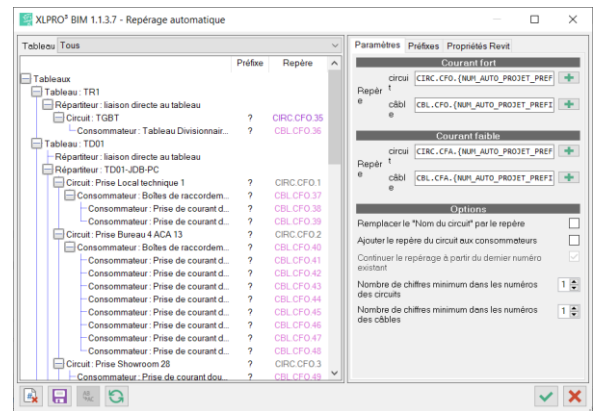 XLPRO³ BIM 1.1.3.7 - Repérage automatique
Tableau Tous
Préfixe Repère
Tableaux
Tableau : TR1
Répartiteur : liaison directe au tableau
Circuit : TGBT ? CIRC.CFO.35
Consommateur : Tableau Divisionnair... ? CBL.CFO.36
Tableau : TD01
Répartiteur : liaison directe au tableau
Répartiteur : TD01-JDB-PC
Circuit : Prise Local technique 1 ? CIRC.CFO.1
Consommateur : Boîtes de raccordem... ? CBL.CFO.37
Consommateur : Prise de courant d... ? CBL.CFO.38
Consommateur : Prise de courant d... ? CBL.CFO.39
Circuit : Prise Bureau 4 ACA 13 ? CIRC.CFO.2
Consommateur : Boîtes de raccordem... ? CBL.CFO.40
Consommateur : Prise de courant d... ? CBL.CFO.41
Consommateur : Prise de courant d... ? CBL.CFO.42
Consommateur : Prise de courant d... ? CBL.CFO.43
Consommateur : Prise de courant d... ? CBL.CFO.44
Consommateur : Prise de courant d... ? CBL.CFO.45
Consommateur : Prise de courant d... ? CBL.CFO.46
Consommateur : Prise de courant d... ? CBL.CFO.47
Consommateur : Prise de courant d... ? CBL.CFO.48
Circuit : Prise Showroom 28 ? CIRC.CFO.3
Consommateur : Prise de courant dou... ? CBL.CFO.49
Paramètres Préfixes Propriétés Revit
Courant fort
Repère
circuit
CIRC.CFO.{NUM_AUTO_PROJET_PREF
câble
CBL.CFO.{NUM_AUTO_PROJET_PREFI
Courant faible
Repère
circuit
CIRC.CFA.{NUM_AUTO_PROJET_PREF
câble
CBL.CFA.{NUM_AUTO_PROJET_PREFI
Options
Remplacer le "Nom du circuit" par le repère
Ajouter le repère du circuit aux consommateurs
Continuer le repérage à partir du dernier numéro
existant
Nombre de chiffres minimum dans les numéros
des circuits
1
Nombre de chiffres minimum dans les numéros
des câbles
1